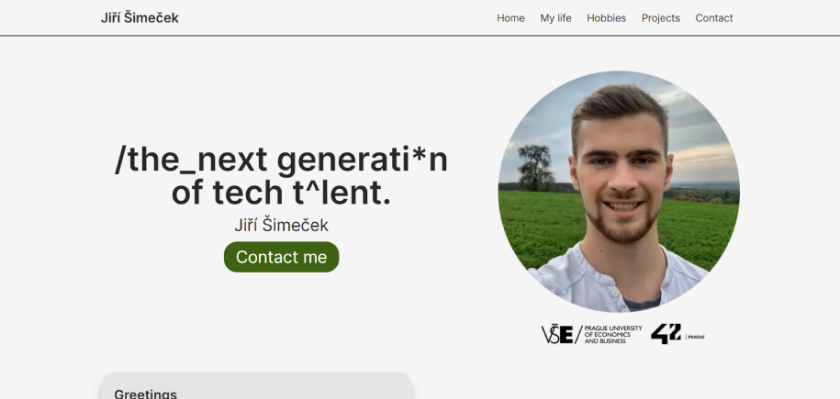 Jiří Šimeček
Home My life Hobbies Projects Contact
/the_next generati*n
of tech t^lent.
Jiří Šimeček
Contact me
VŠE / PRAGUE UNIVERSITY
OF ECONOMICS
AND BUSINESS
42 | PRAGUE
Greetings